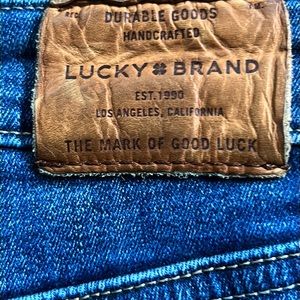 DURABLE GOODS
HANDCRAFTED
LUCKY BRAND
EST. 1990
LOS ANGELES, CALIFORNIA
THE MARK OF GOOD LUCK